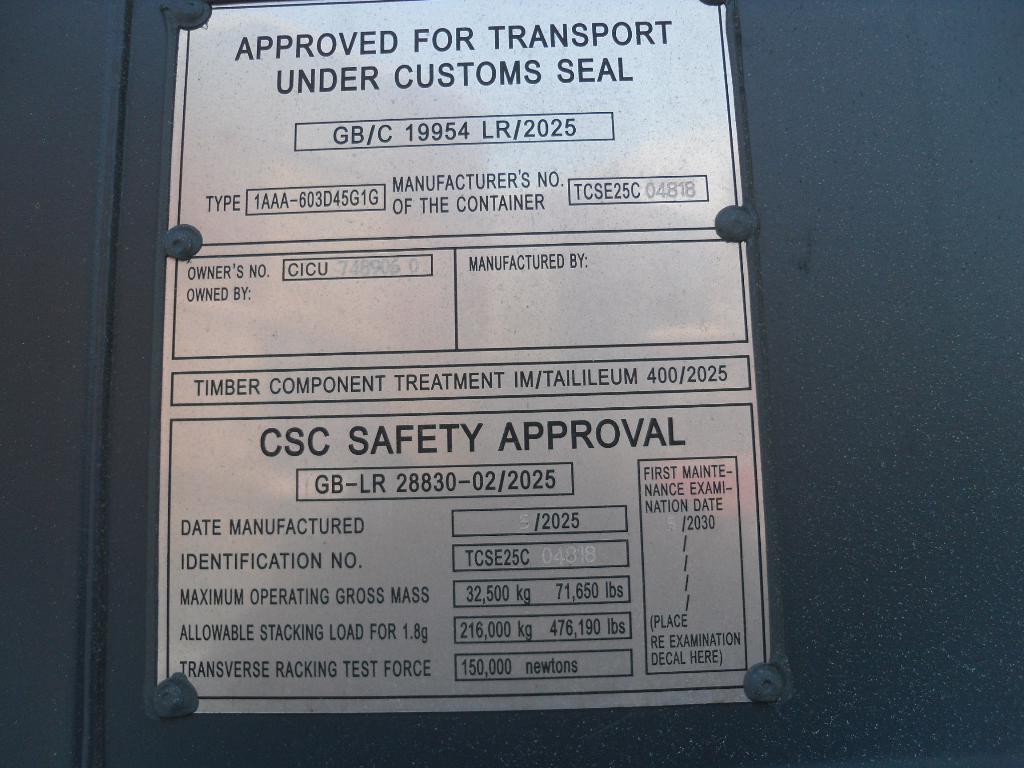 APPROVED FOR TRANSPORT
UNDER CUSTOMS SEAL
GB/C 19954 LR/2025
TYPE 1AAA-603D45G1G MANUFACTURER'S NO. OF THE CONTAINER TCSE25C 04818
OWNER'S NO. CICU
OWNED BY:
MANUFACTURED BY:
TIMBER COMPONENT TREATMENT IM/TAILILEUM 400/2025
CSC SAFETY APPROVAL
GB-LR 28830-02/2025
DATE MANUFACTURED 5/2025
IDENTIFICATION NO. TCSE25C 04818
MAXIMUM OPERATING GROSS MASS 32,500 kg 71,650 lbs
ALLOWABLE STACKING LOAD FOR 1.8g 216,000 kg 476,190 lbs
TRANSVERSE RACKING TEST FORCE 150,000 newtons
FIRST MAINTE-
NANCE EXAMI-
NATION DATE
5/2030
/
/
/
/
(PLACE
RE EXAMINATION
DECAL HERE)